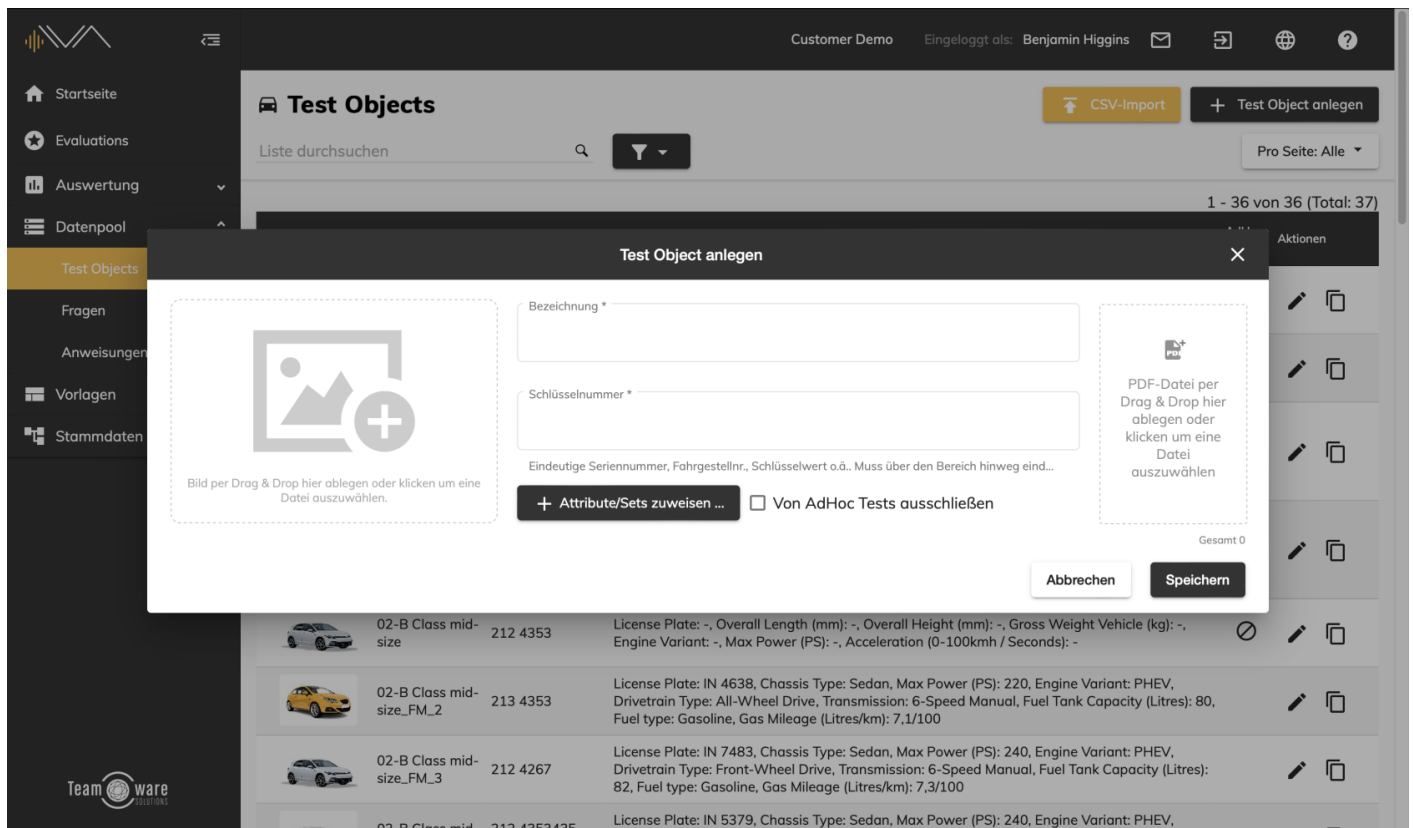 Customer Demo Eingeloggt als: Benjamin Higgins
Startseite
Evaluations
Auswertung
Datenpool
Test Objects
Fragen
Anweisungen
Vorlagen
Stammdaten
Team ware
SOLUTIONS
Test Objects
CSV-Import
Test Object anlegen
Liste durchsuchen
Pro Seite: Alle
1 - 36 von 36 (Total: 37)
Aktionen
Test Object anlegen
Bild per Drag & Drop hier ablegen oder klicken um eine
Datei auszuwählen.
Bezeichnung *
Schlüsselnummer *
Eindeutige Seriennummer, Fahrgestellnr., Schlüsselwert o.ä.. Muss über den Bereich hinweg eind...
+ Attribute/Sets zuweisen ...
Von AdHoc Tests ausschließen
PDF
PDF-Datei per
Drag & Drop hier
ablegen oder
klicken um eine
Datei
auszuwählen
Gesamt 0
Abbrechen
Speichern
02-B Class mid-
size
212 4353
License Plate: -, Overall Length (mm): -, Overall Height (mm): -, Gross Weight Vehicle (kg): -,
Engine Variant: -, Max Power (PS): -, Acceleration (0-100kmh / Seconds): -
02-B Class mid-
size_FM_2
213 4353
License Plate: IN 4638, Chassis Type: Sedan, Max Power (PS): 220, Engine Variant: PHEV,
Drivetrain Type: All-Wheel Drive, Transmission: 6-Speed Manual, Fuel Tank Capacity (Litres): 80,
Fuel type: Gasoline, Gas Mileage (Litres/km): 7,1/100
02-B Class mid-
size_FM_3
212 4267
License Plate: IN 7483, Chassis Type: Sedan, Max Power (PS): 240, Engine Variant: PHEV,
Drivetrain Type: Front-Wheel Drive, Transmission: 6-Speed Manual, Fuel Tank Capacity (Litres):
82, Fuel type: Gasoline, Gas Mileage (Litres/km): 7,3/100
02-B Class mid-
212 4353435
License Plate: IN 5379, Chassis Type: Sedan, Max Power (PS): 240, Engine Variant: PHEV,